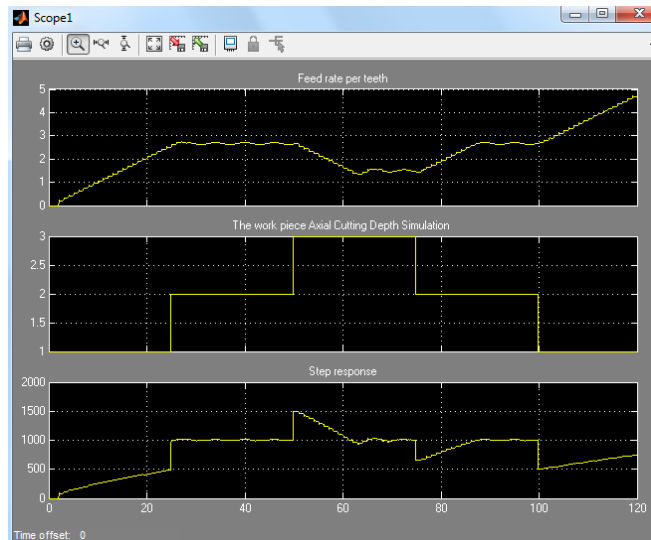 Scope1
Feed rate per teeth
5
4
3
2
1
0
The work piece Axial Cutting Depth Simulation
3
2.5
2
1.5
1
Step response
2000
1500
1000
500
0
0 20 40 60 80 100 120
Time offset: 0